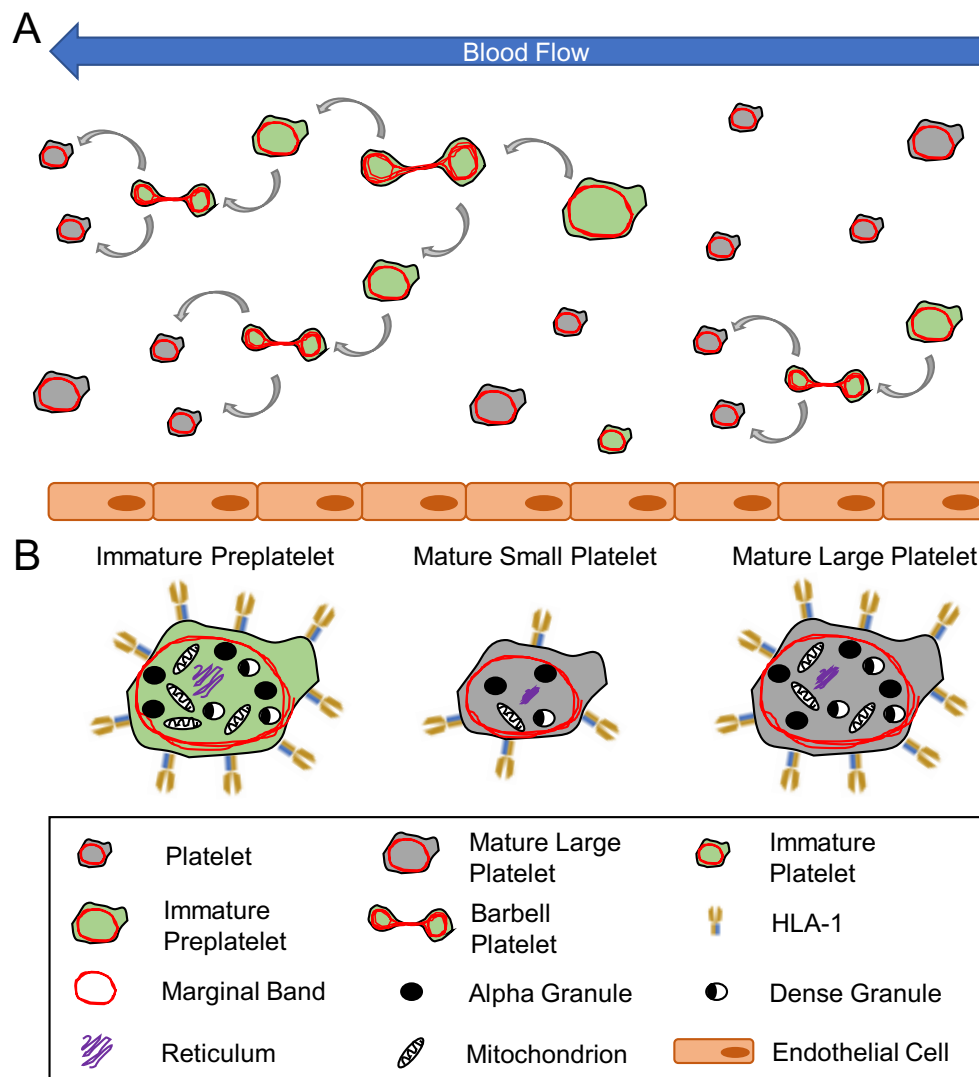 A
Blood Flow
B
Immature Preplatelet
Mature Small Platelet
Mature Large Platelet
Platelet
Mature Large
Platelet
Immature
Platelet
Immature
Preplatelet
Barbell
Platelet
HLA-1
Marginal Band
Alpha Granule
Dense Granule
Reticulum
Mitochondrion
Endothelial Cell